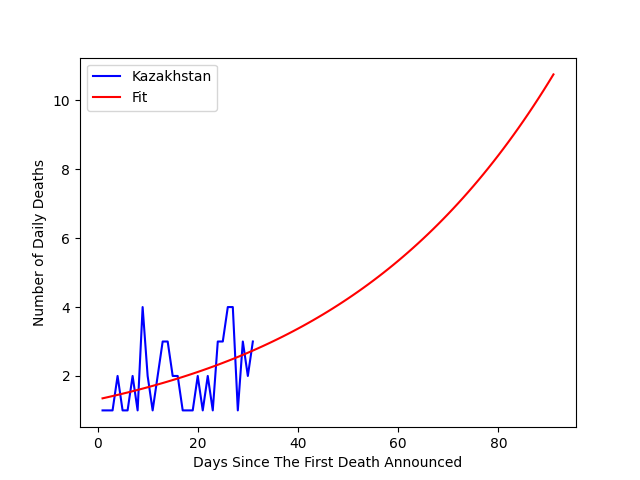 Kazakhstan
Fit
10
8
6
4
2
Number of Daily Deaths
0 20 40 60 80
Days Since The First Death Announced